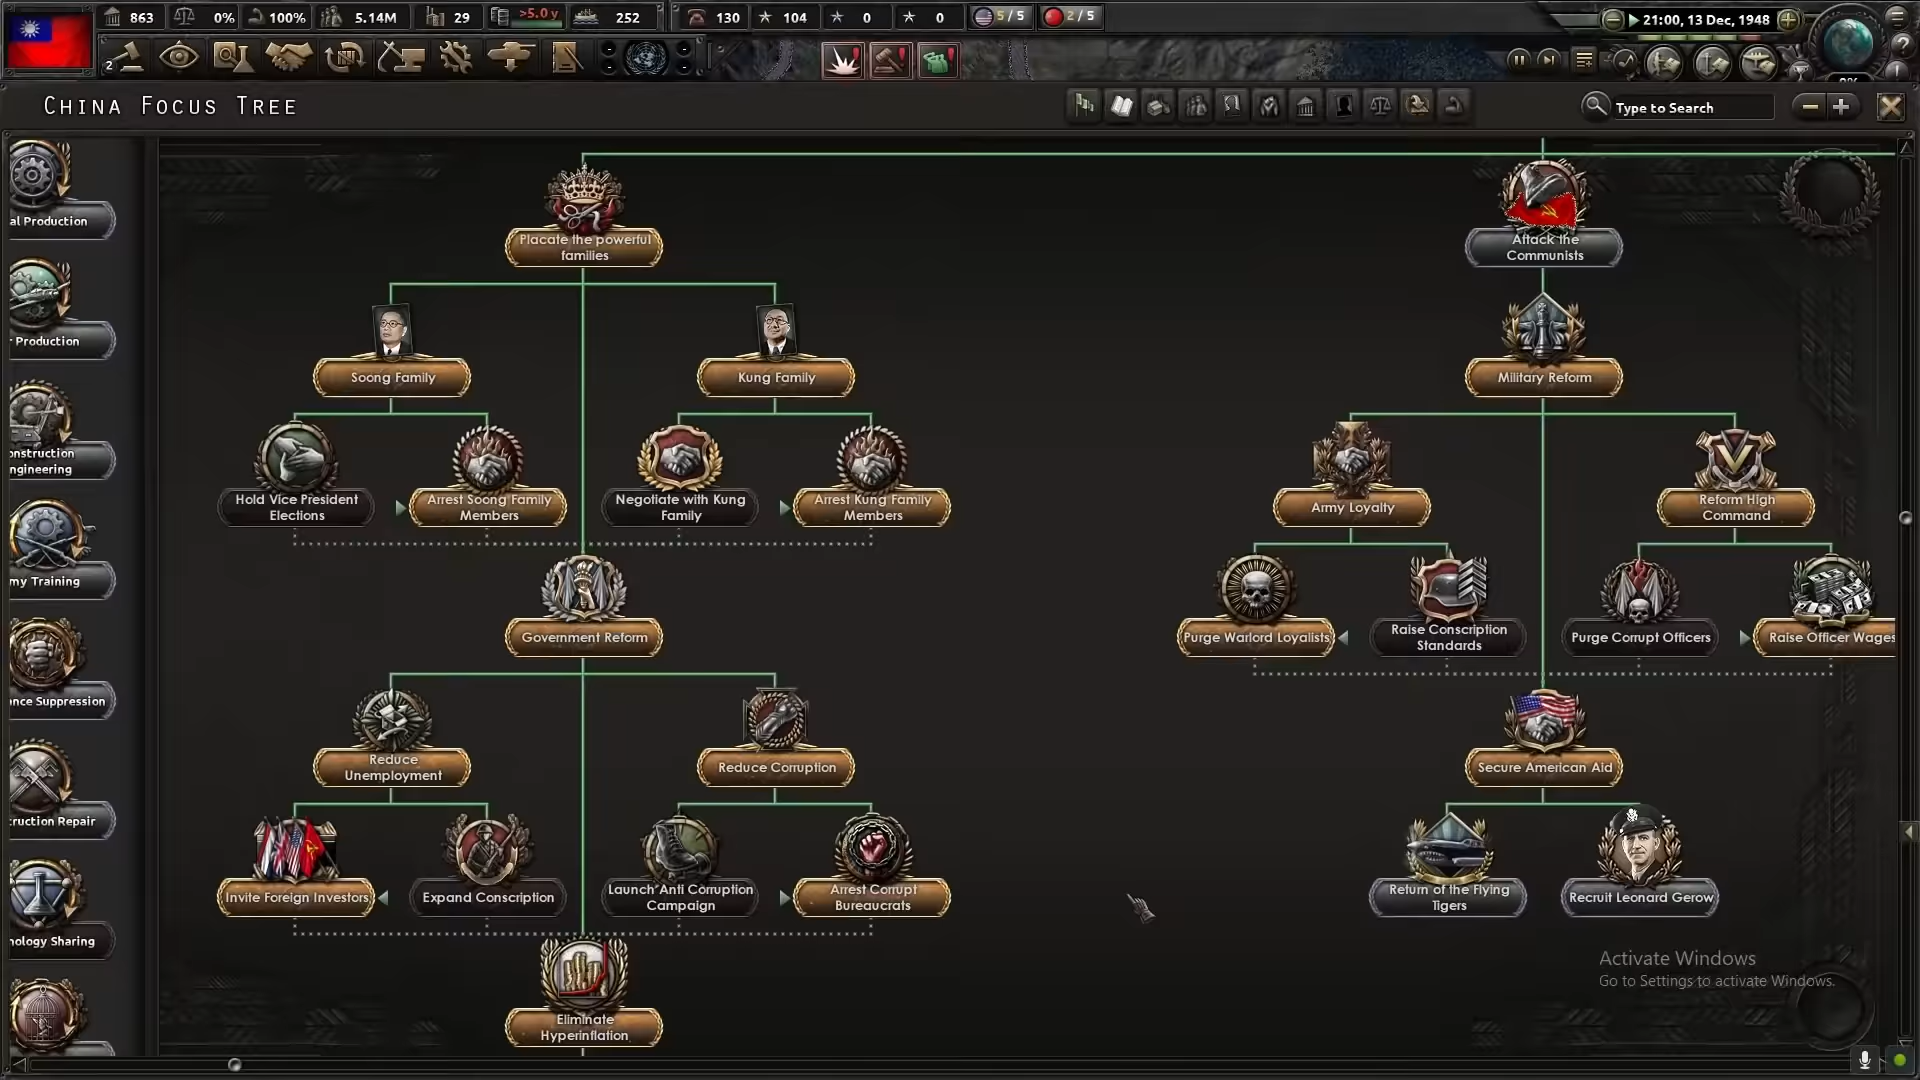 863
0%
100%
5.14M
29
>5.0 y
252
130
104
0
0
5 / 5
2 / 5
21:00, 13 Dec, 1948
2
China Focus Tree
Type to Search
al Production
Production
onstruction
ngineering
my Training
nce Suppression
ruction Repair
nology Sharing
Placate the powerful
families
Attack the
Communists
Soong Family
Kung Family
Military Reform
Hold Vice President
Elections
Arrest Soong Family
Members
Negotiate with Kung
Family
Arrest Kung Family
Members
Army Loyalty
Reform High
Command
Government Reform
Purge Warlord Loyalists
Raise Conscription
Standards
Purge Corrupt Officers
Raise Officer Wages
Reduce
Unemployment
Reduce Corruption
Secure American Aid
Invite Foreign Investors
Expand Conscription
Launch Anti Corruption
Campaign
Arrest Corrupt
Bureaucrats
Return of the Flying
Tigers
Recruit Leonard Gerow
Eliminate
Hyperinflation
Activate Windows
Go to Settings to activate Windows.